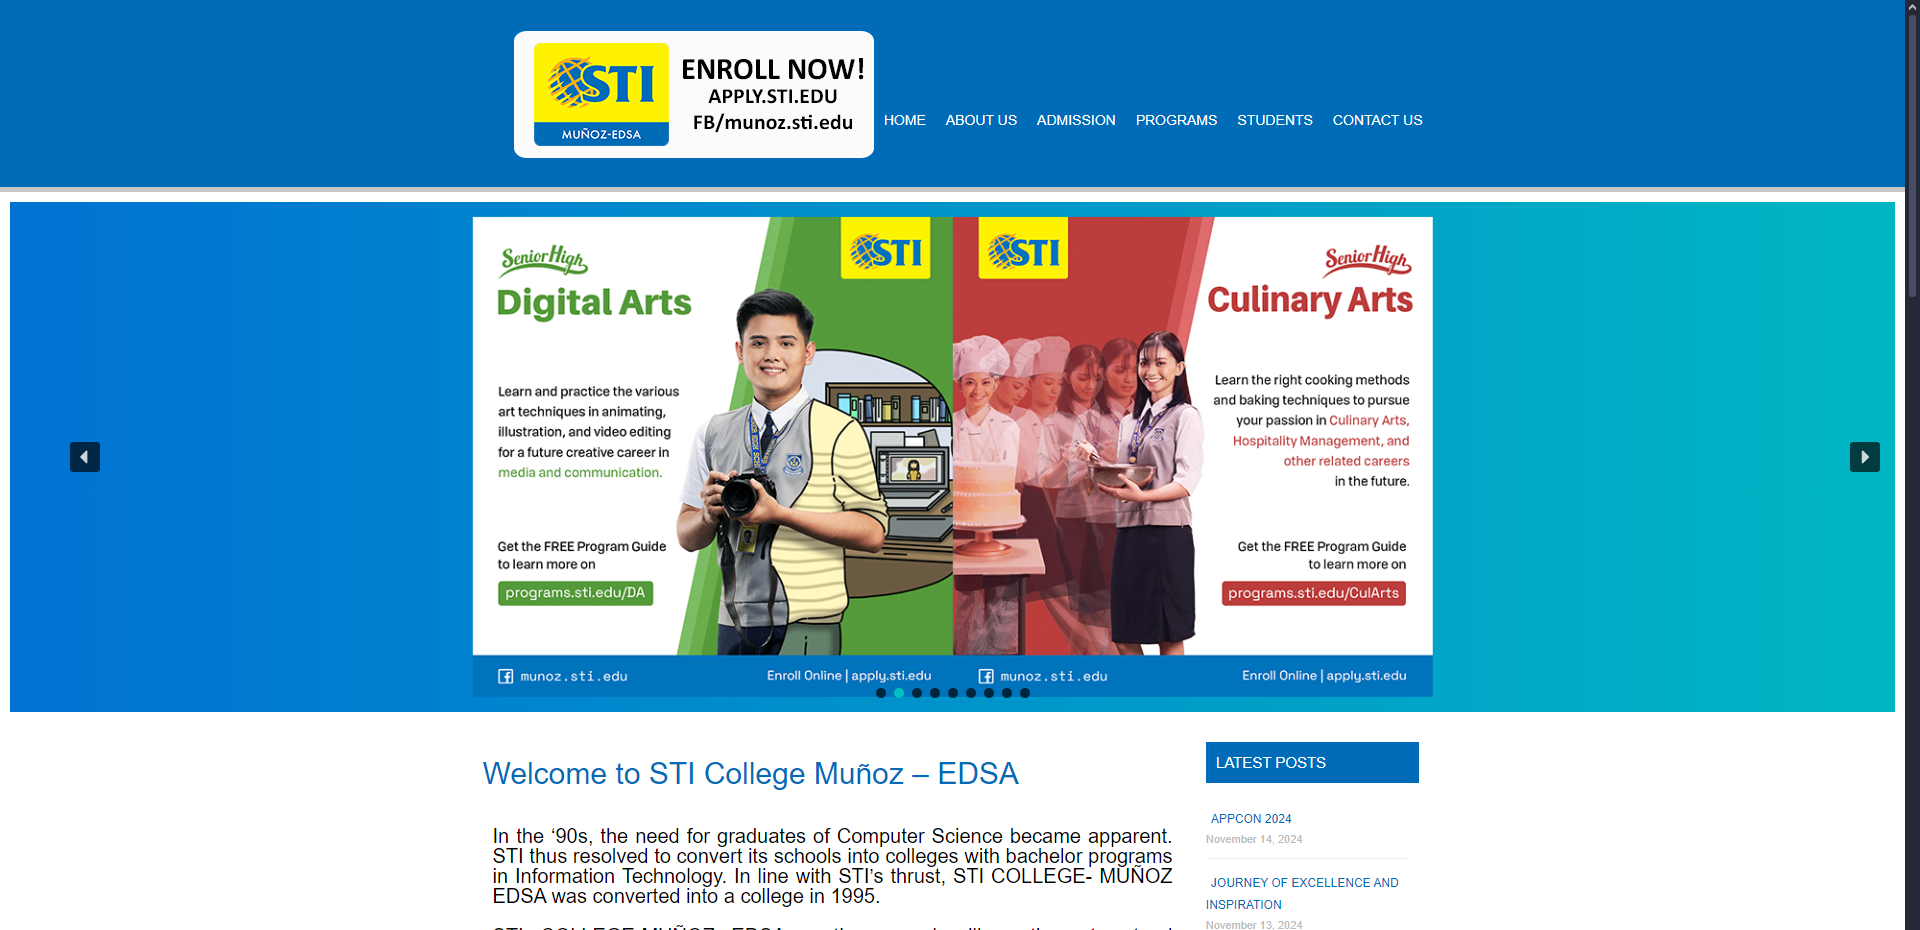 STI
MUÑOZ-EDSA
ENROLL NOW!
APPLY.STI.EDU
FB/munoz.sti.edu
HOME ABOUT US ADMISSION PROGRAMS STUDENTS CONTACT US
Senior High
Digital Arts
STI
Learn and practice the various
art techniques in animating,
illustration, and video editing
for a future creative career in
media and communication.
Get the FREE Program Guide
to learn more on
programs.sti.edu/DA
munoz.sti.edu
Enroll Online | apply.sti.edu
STI
Senior High
Culinary Arts
Learn the right cooking methods
and baking techniques to pursue
your passion in Culinary Arts,
Hospitality Management, and
other related careers
in the future.
Get the FREE Program Guide
to learn more on
programs.sti.edu/CulArts
munoz.sti.edu
Enroll Online | apply.sti.edu
Welcome to STI College Muñoz – EDSA
In the ‘90s, the need for graduates of Computer Science became apparent.
STI thus resolved to convert its schools into colleges with bachelor programs
in Information Technology. In line with STI’s thrust, STI COLLEGE- MUÑOZ
EDSA was converted into a college in 1995.
LATEST POSTS
APPCON 2024
November 14, 2024
JOURNEY OF EXCELLENCE AND
INSPIRATION
November 13, 2024